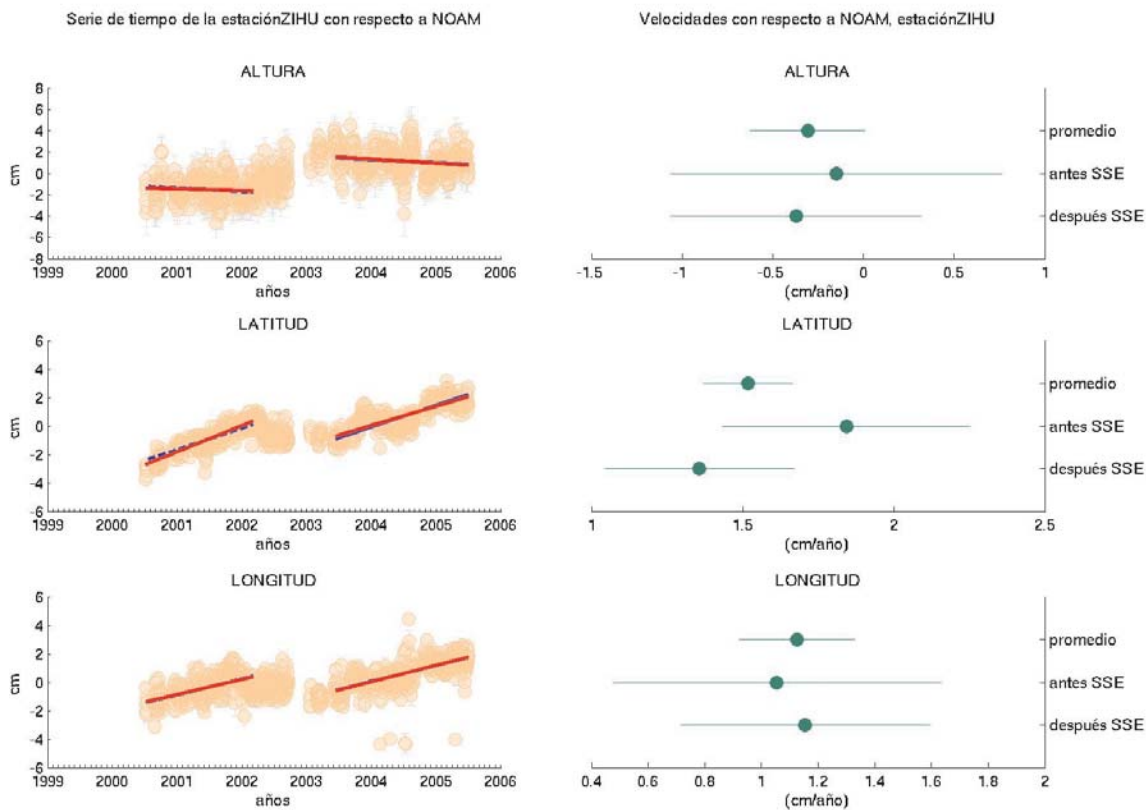 Serie de tiempo de la estaciónZIHU con respecto a NOAM
Velocidades con respecto a NOAM, estaciónZIHU
ALTURA
8
6
4
2
0
-2
-4
-6
-8
cm
1999 2000 2001 2002 2003 2004 2005 2006
años
ALTURA
promedio
antes SSE
después SSE
-1.5 -1 -0.5 0 0.5 1
(cm/año)
LATITUD
6
4
2
0
-2
-4
-6
cm
1999 2000 2001 2002 2003 2004 2005 2006
años
LATITUD
promedio
antes SSE
después SSE
1 1.5 2 2.5
(cm/año)
LONGITUD
6
4
2
0
-2
-4
-6
cm
1999 2000 2001 2002 2003 2004 2005 2006
años
LONGITUD
promedio
antes SSE
después SSE
0.4 0.6 0.8 1 1.2 1.4 1.6 1.8 2
(cm/año)